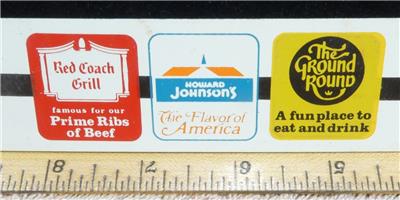 Red Coach
Grill
famous for our
Prime Ribs
of Beef
HOWARD
JOHNSON'S
The Flavor of
America
The
GROUND
ROUND
A fun place to
eat and drink
8
9
5